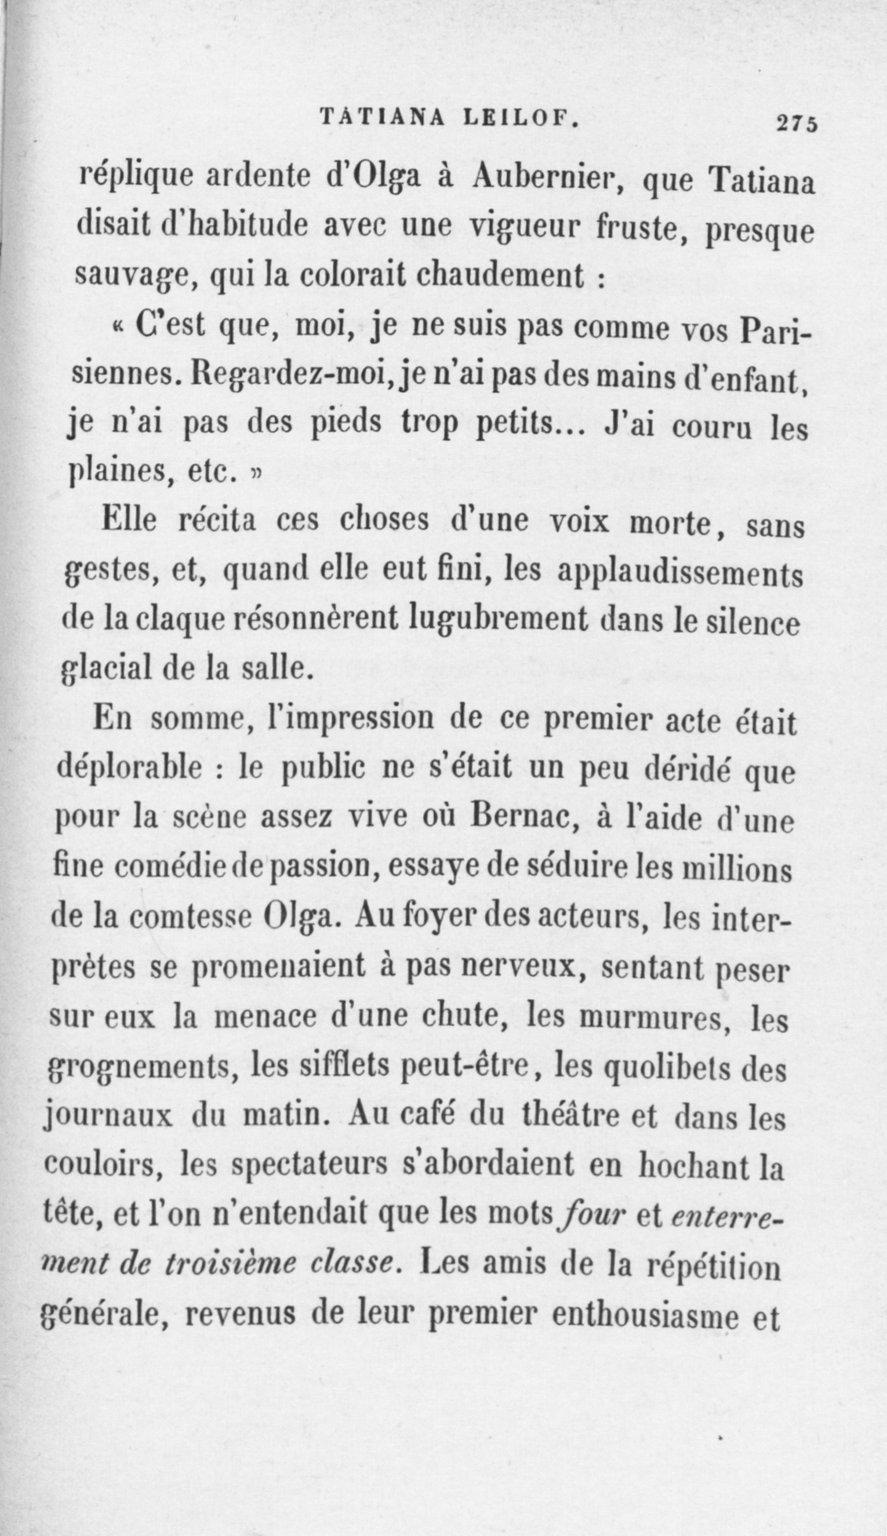 TATIANA LEILOF.
275
réplique ardente d'Olga à Aubernier, que Tatiana
disait d'habitude avec une vigueur fruste, presque
sauvage, qui la colorait chaudement :
« C'est que, moi, je ne suis pas comme vos Pari-
siennes. Regardez-moi, je n'ai pas des mains d'enfant,
je n'ai pas des pieds trop petits... J'ai couru les
plaines, etc. »
Elle récita ces choses d'une voix morte, sans
gestes, et, quand elle eut fini, les applaudissements
de la claque résonnèrent lugubrement dans le silence
glacial de la salle.
En somme, l'impression de ce premier acte était
déplorable : le public ne s'était un peu déridé que
pour la scène assez vive où Bernac, à l'aide d'une
fine comédie de passion, essaye de séduire les millions
de la comtesse Olga. Au foyer des acteurs, les inter-
prètes se promenaient à pas nerveux, sentant peser
sur eux la menace d'une chute, les murmures, les
grognements, les sifflets peut-être, les quolibets des
journaux du matin. Au café du théâtre et dans les
couloirs, les spectateurs s'abordaient en hochant la
tête, et l'on n'entendait que les mots four et enterre-
ment de troisième classe. Les amis de la répétition
générale, revenus de leur premier enthousiasme et